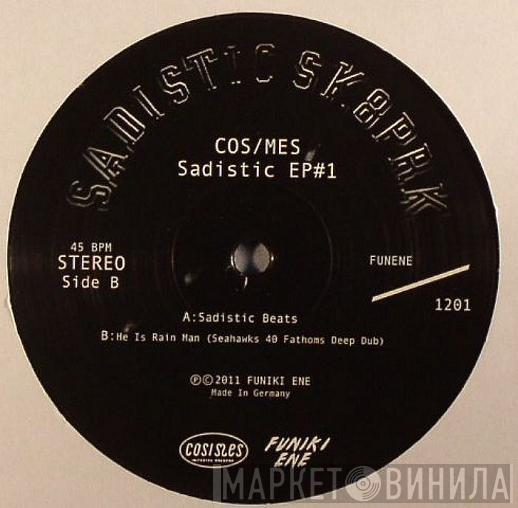 SADISTIC SK8PRK
COS/MES
Sadistic EP#1
45 BPM
STEREO
Side B
FUNENE
1201
A:Sadistic Beats
B:He Is Rain Man (Seahawks 40 Fathoms Deep Dub)
Ⓟ©2011 FUNIKI ENE
Made In Germany
COS/MES
FUNIKI
ENE
МАРКЕТ ВИНИЛА